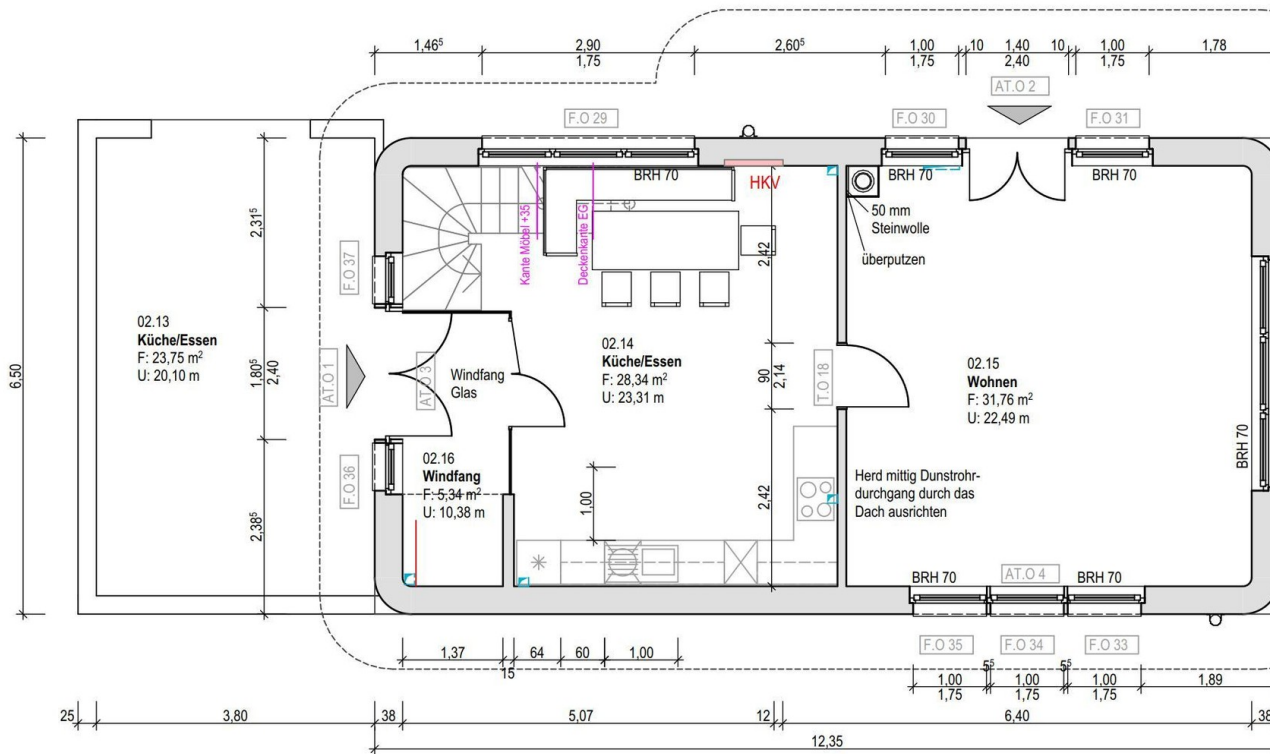 1,46⁵
2,90
1,75
2,60⁵
1,00
1,75
10
1,40
2,40
10
1,00
1,75
1,78
AT.O 2
F.O 29
F.O 30
F.O 31
BRH 70
HKV
BRH 70
BRH 70
50 mm
Steinwolle
überputzen
Kante Möbel +35
Deckenkante EG
2,31⁵
F.O 37
2,42
02.13
Küche/Essen
F: 23,75 m²
U: 20,10 m
6,50
1,80⁵
2,40
AT.O 1
AT.O 3
Windfang
Glas
02.14
Küche/Essen
F: 28,34 m²
U: 23,31 m
90
2,14
T.O 18
02.15
Wohnen
F: 31,76 m²
U: 22,49 m
BRH 70
2,38⁵
F.O 36
02.16
Windfang
F: 5,34 m²
U: 10,38 m
1,00
2,42
Herd mittig Dunstrohr-
durchgang durch das
Dach ausrichten
BRH 70
AT.O 4
BRH 70
F.O 35
F.O 34
F.O 33
1,37
15
64
60
1,00
1,00
1,75
5⁵
1,00
1,75
5⁵
1,00
1,75
1,89
25
3,80
38
5,07
12
6,40
38
12,35